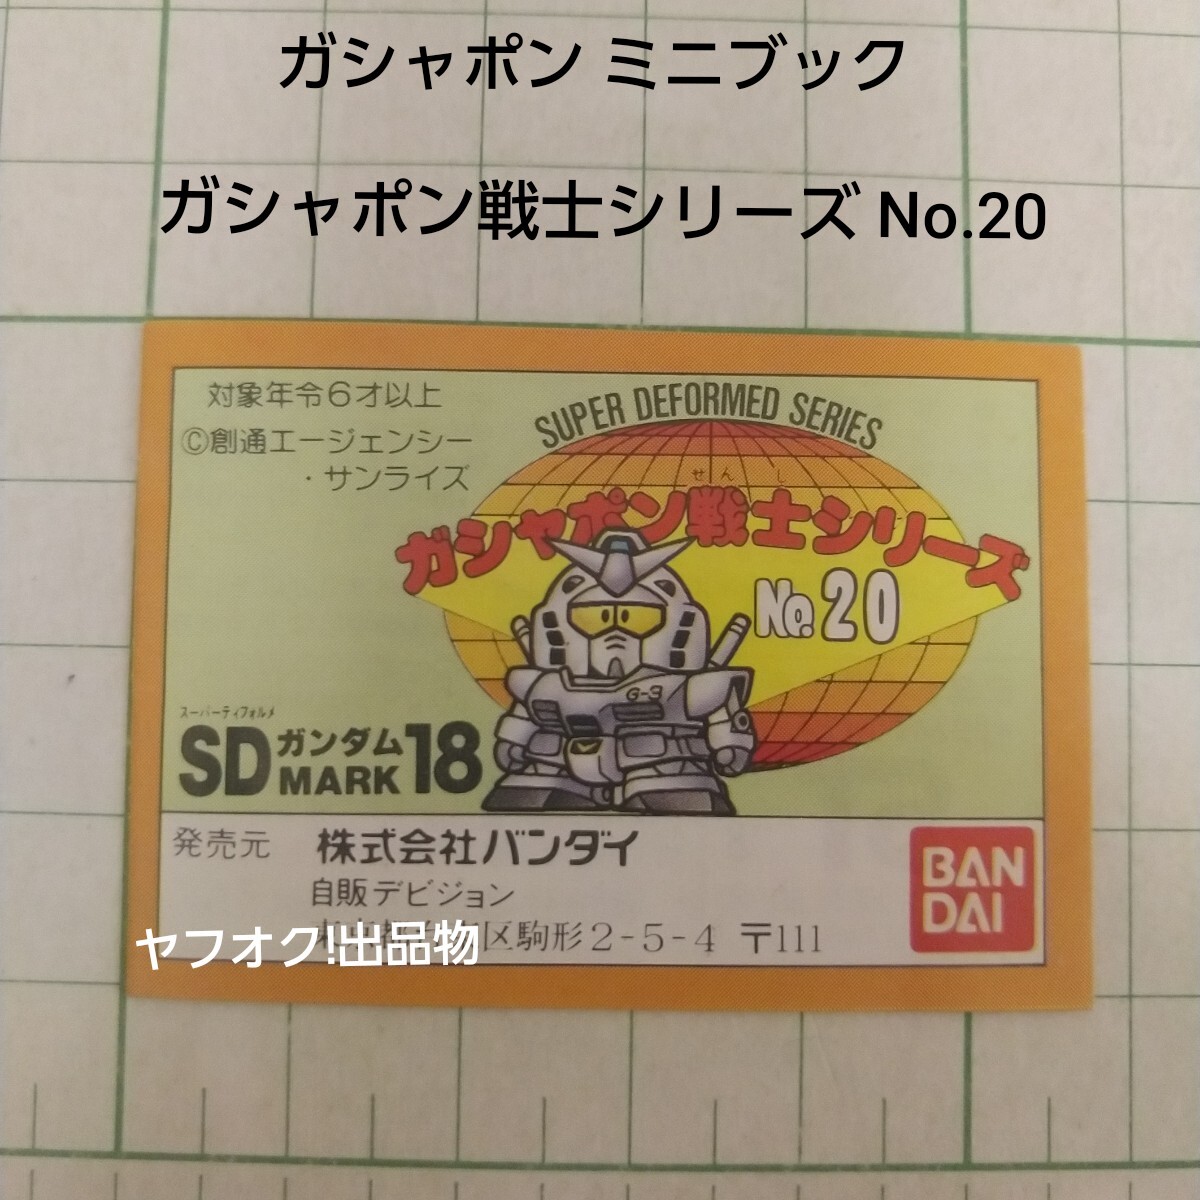 ガシャポン ミニブック
ガシャポン戦士シリーズ No.20
対象年令6才以上
©創通エージェンシー
・サンライズ
SUPER DEFORMED SERIES
せんし
ガシャポン戦士シリーズ
No.20
G-3
スーパーディフォルメ
SDガンダム
MARK 18
発売元 株式会社バンダイ
自販デビジョン
区駒形2-5-4 〒111
BAN
DAI
ヤフオク!出品物